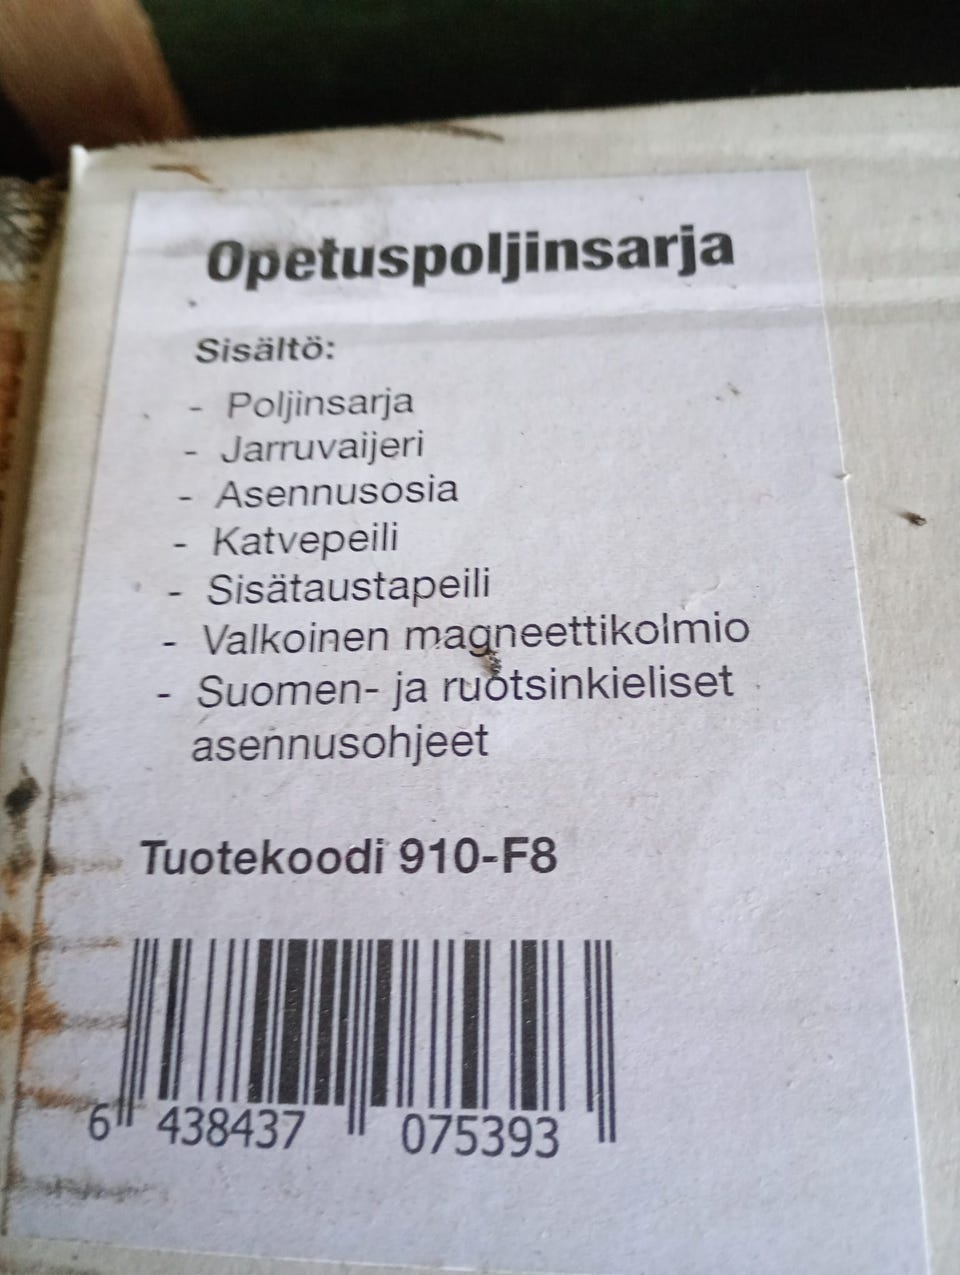 Opetuspoljinsarja
Sisältö:
- Poljinsarja
- Jarruvaijeri
- Asennusosia
- Katvepeili
- Sisätaustapeili
- Valkoinen magneettikolmio
- Suomen- ja ruotsinkieliset
asennusohjeet
Tuotekoodi 910-F8
6 438437 075393